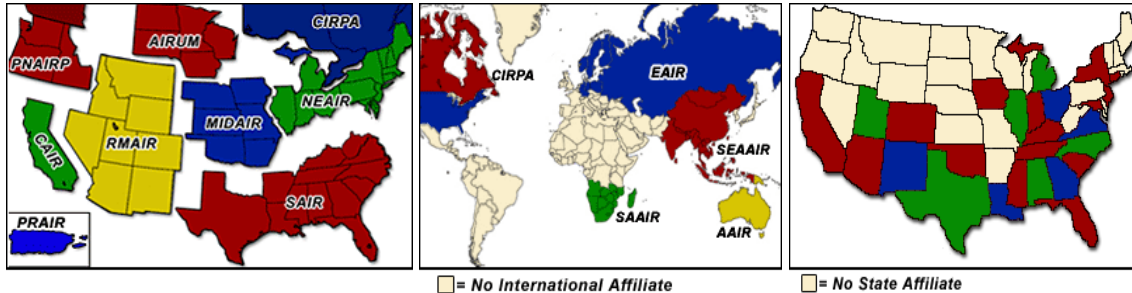 CIRPA
AIRUM
PNAIRP
NEAIR
MIDAIR
CAIR
RMAIR
SAIR
PRAIR
CIRPA
EAIR
SEAAIR
SAAIR
AAIR
= No International Affiliate
= No State Affiliate